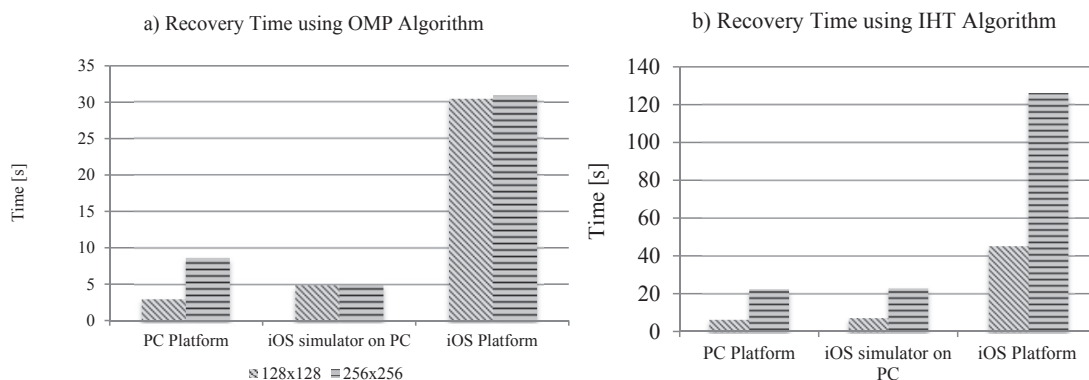 a) Recovery Time using OMP Algorithm
35
30
25
20
15
10
5
0
Time [s]
PC Platform
iOS simulator on PC
iOS Platform
128x128
256x256
b) Recovery Time using IHT Algorithm
140
120
100
80
60
40
20
0
Time [s]
PC Platform
iOS simulator on
PC
iOS Platform